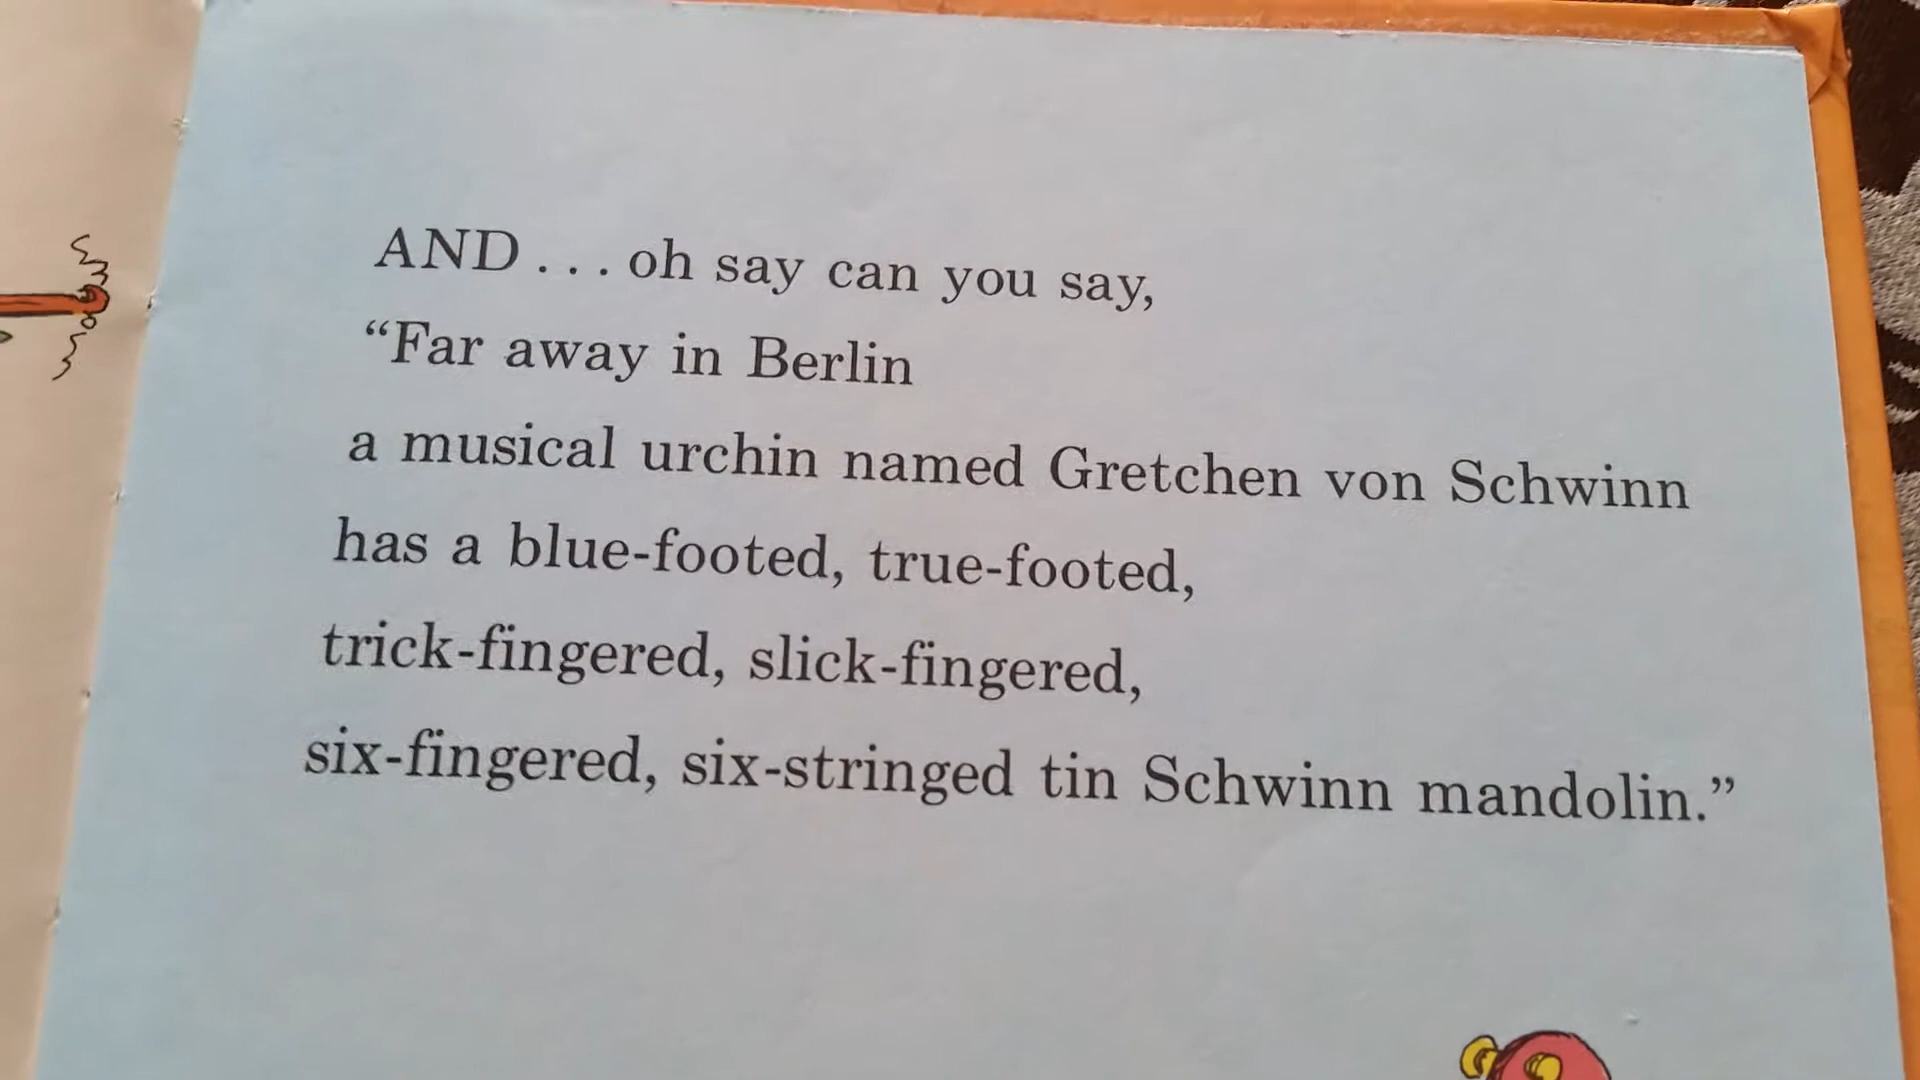 AND . . . oh say can you say,
“Far away in Berlin
a musical urchin named Gretchen von Schwinn
has a blue-footed, true-footed,
trick-fingered, slick-fingered,
six-fingered, six-stringed tin Schwinn mandolin.”